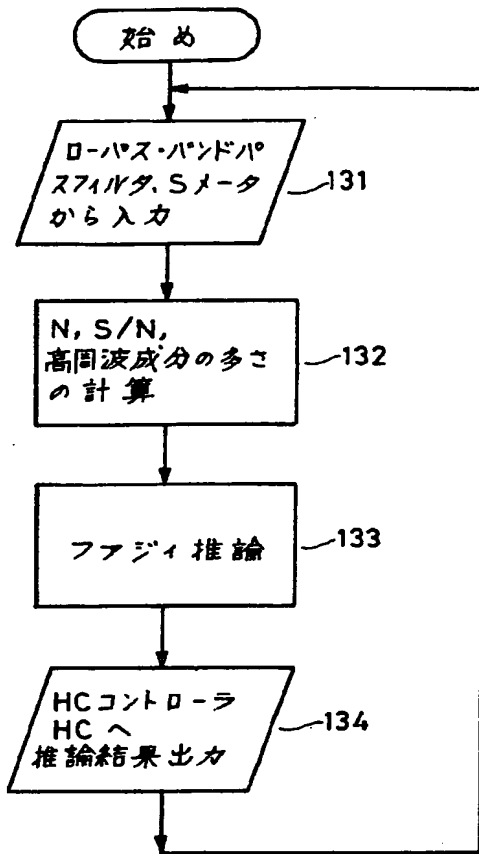 始め
ローパス・バンドパ
スフィルタ、Sメータ
から入力
131
N, S/N,
高周波成分の多さ
の計算
132
ファジィ推論
133
HCコントローラ
HCへ
推論結果出力
134